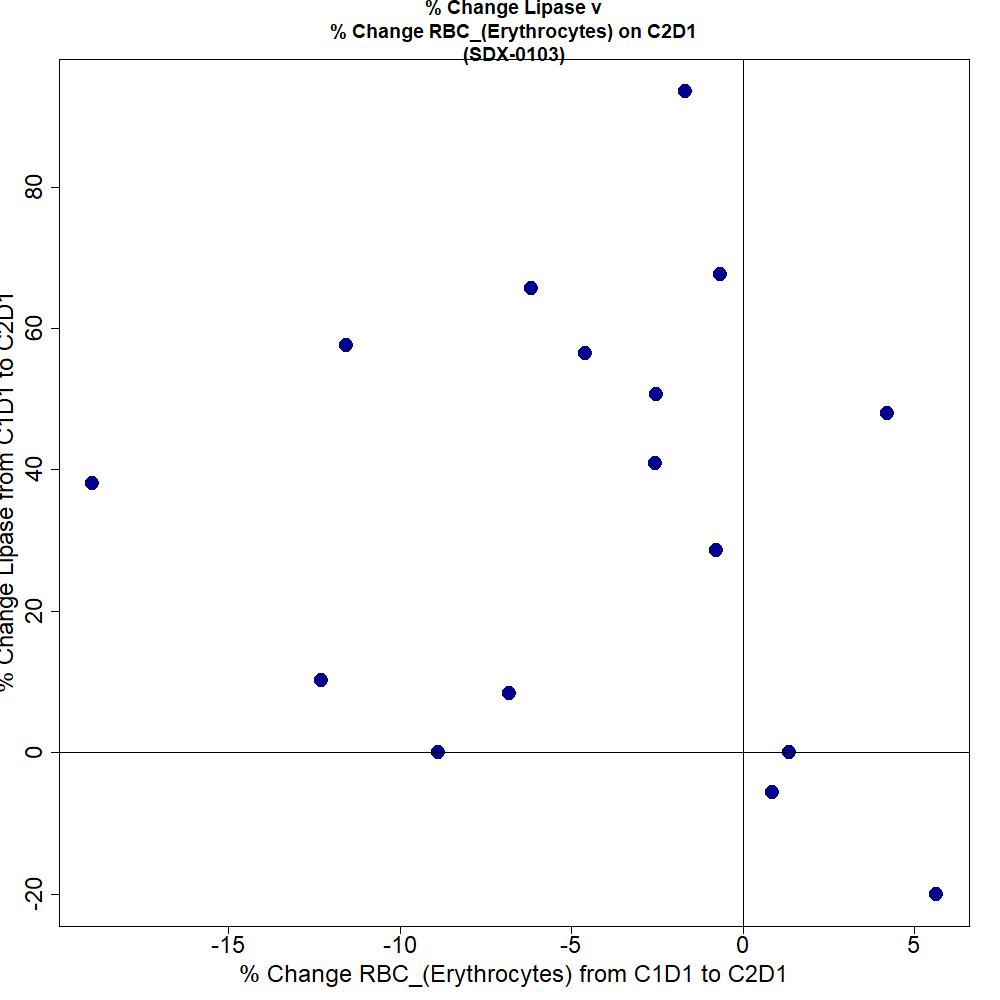 % Change Lipase v
% Change RBC_(Erythrocytes) on C2D1
(SDX-0103)
% Change Lipase from C1D1 to C2D1
80
60
40
20
0
-20
-15
-10
-5
0
5
% Change RBC_(Erythrocytes) from C1D1 to C2D1